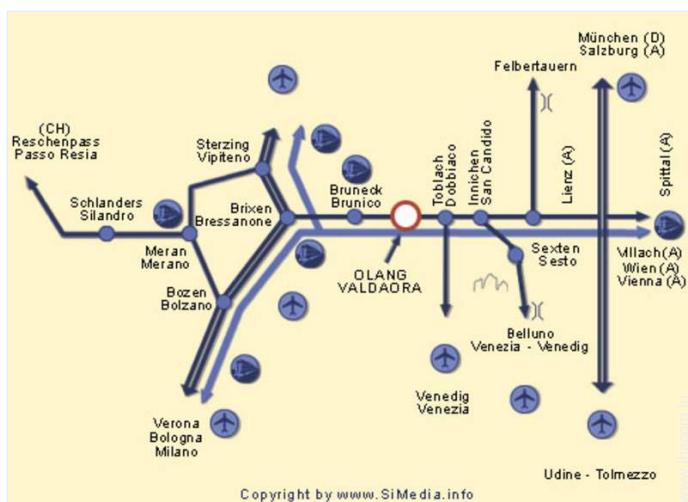 München (D)
Salzburg (A)
Felbertauern
(CH)
Reschenpass
Passo Resia
Sterzing
Vipiteno
Schlanders
Silandro
Meran
Merano
Brixen
Bressanone
Bruneck
Brunico
Toblach
Dobbiaco
Innichen
San Candido
Lienz (A)
Spittal (A)
OLANG
VALDAORA
Sexten
Sesto
Villach (A)
Wien (A)
Vienna (A)
Bozen
Bolzano
Belluno
Venezia - Venedig
Venedig
Venezia
Verona
Bologna
Milano
Udine - Tolmezzo
Copyright by www.SiMedia.info